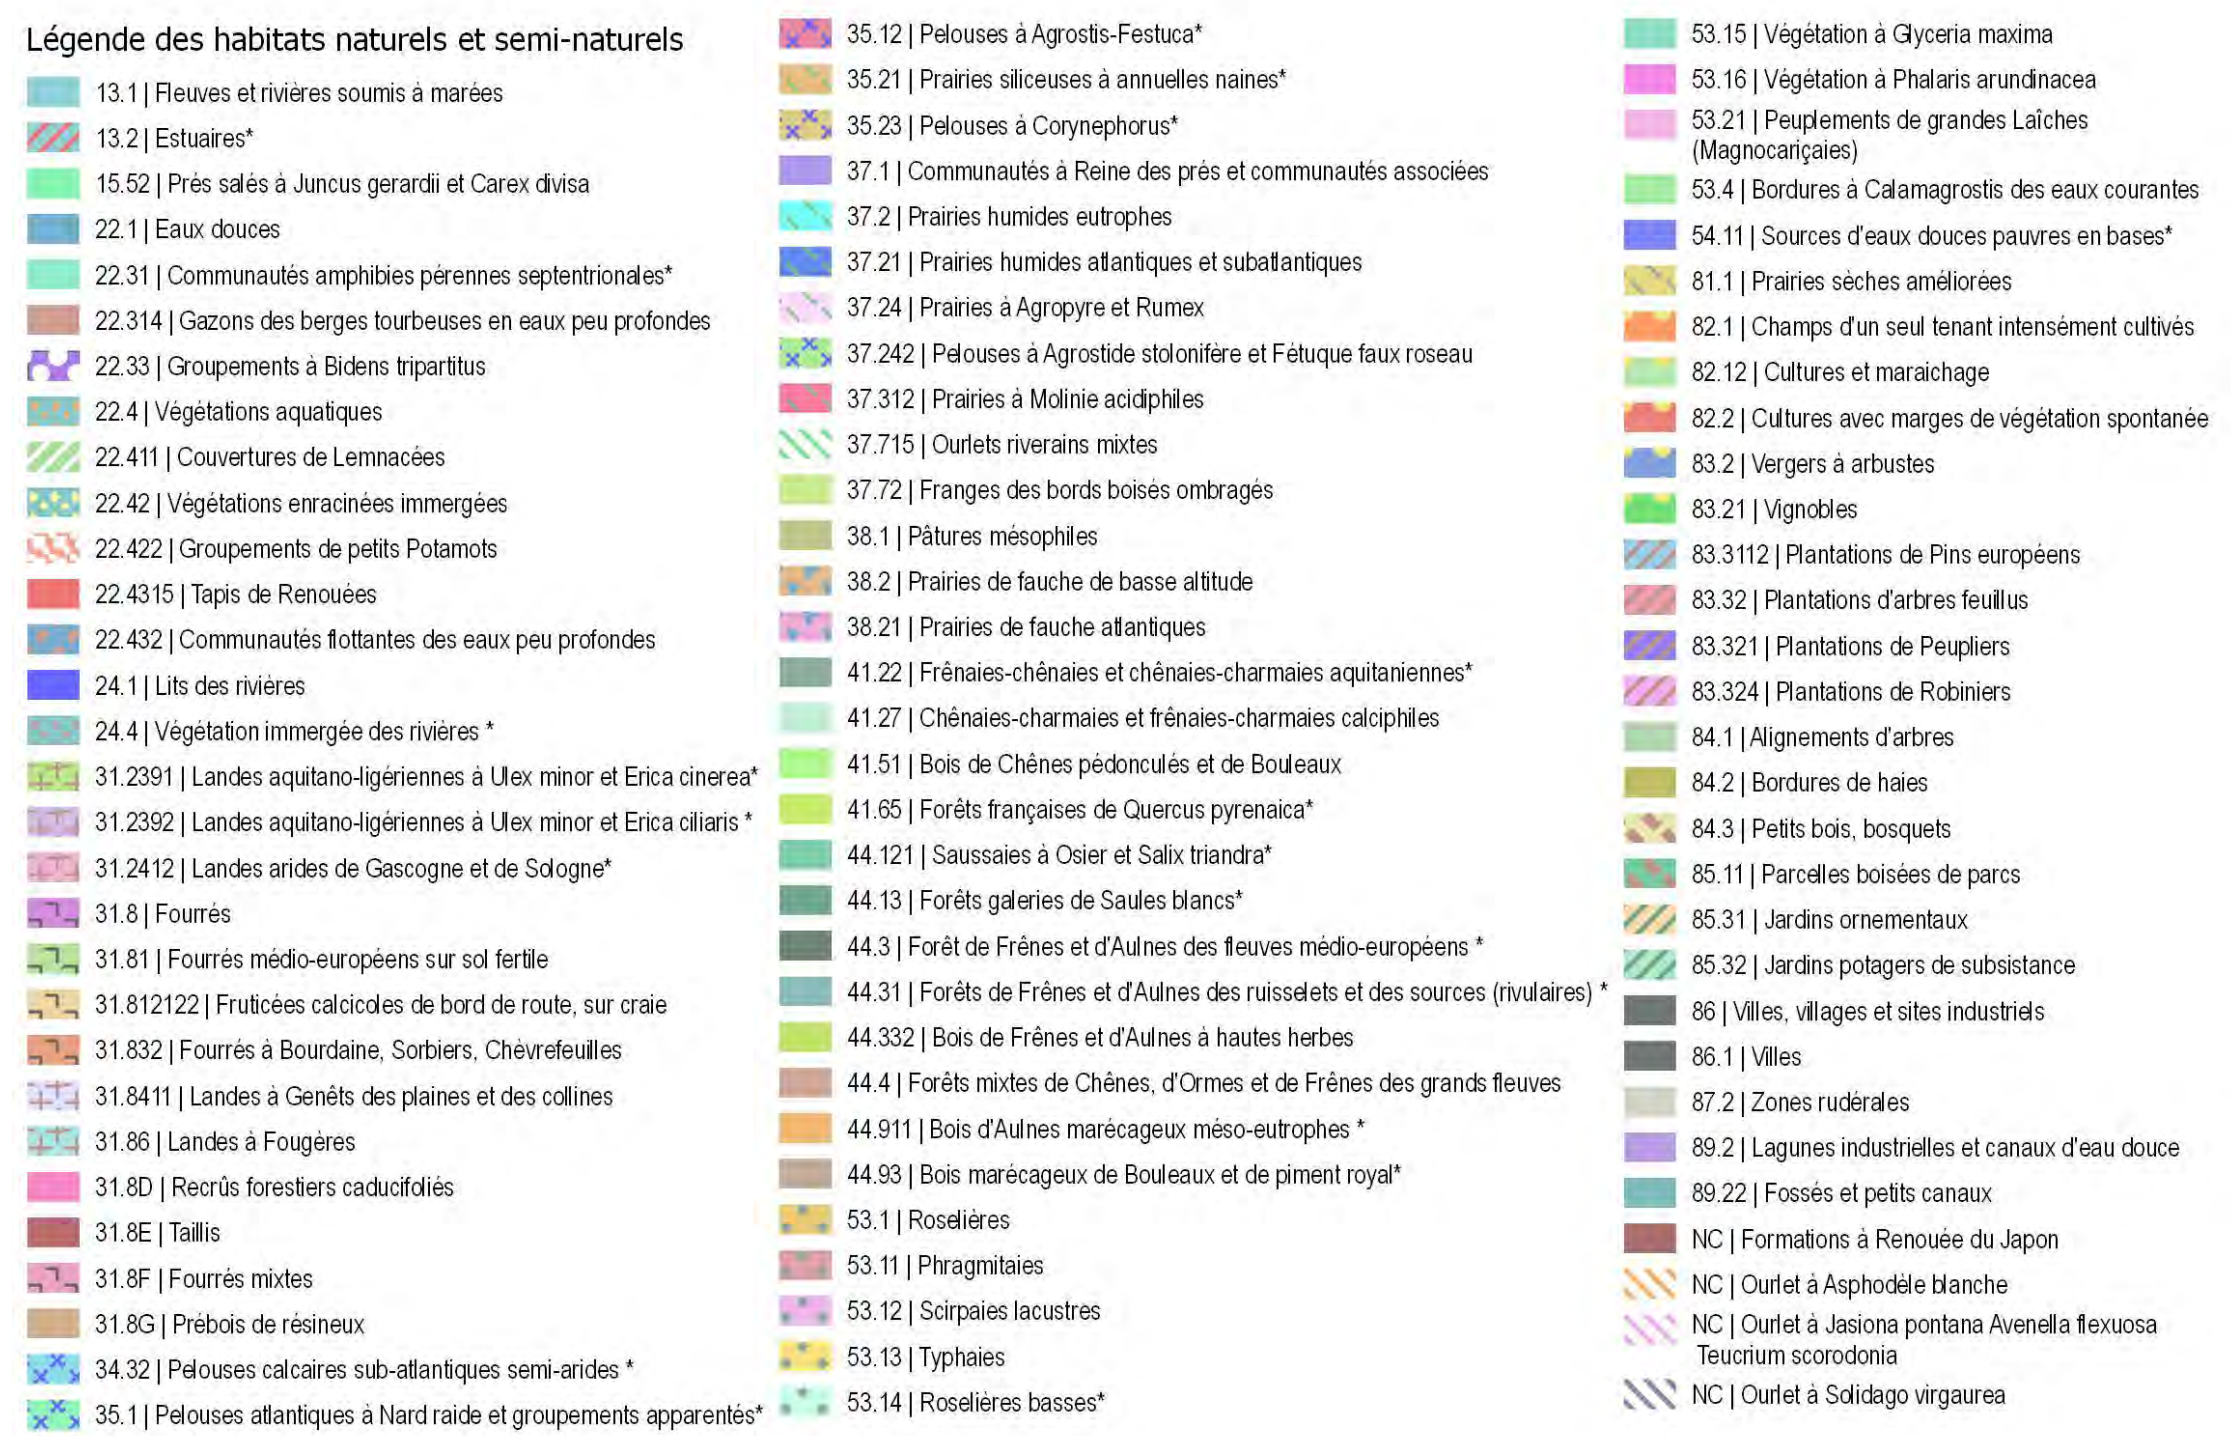 Légende des habitats naturels et semi-naturels
13.1 | Fleuves et rivières soumis à marées
13.2 | Estuaires*
15.52 | Prés salés à Juncus gerardii et Carex divisa
22.1 | Eaux douces
22.31 | Communautés amphibies pérennes septentrionales*
22.314 | Gazons des berges tourbeuses en eaux peu profondes
22.33 | Groupements à Bidens tripartitus
22.4 | Végétations aquatiques
22.411 | Couvertures de Lemnacées
22.42 | Végétations enracinées immergées
22.422 | Groupements de petits Potamots
22.4315 | Tapis de Renouées
22.432 | Communautés flottantes des eaux peu profondes
24.1 | Lits des rivières
24.4 | Végétation immergée des rivières *
31.2391 | Landes aquitano-ligériennes à Ulex minor et Erica cinerea*
31.2392 | Landes aquitano-ligériennes à Ulex minor et Erica ciliaris *
31.2412 | Landes arides de Gascogne et de Sologne*
31.8 | Fourrés
31.81 | Fourrés médio-européens sur sol fertile
31.812122 | Fruticées calcicoles de bord de route, sur craie
31.832 | Fourrés à Bourdaine, Sorbiers, Chèvrefeuilles
31.8411 | Landes à Genêts des plaines et des collines
31.86 | Landes à Fougères
31.8D | Recrûs forestiers caducifoliés
31.8E | Taillis
31.8F | Fourrés mixtes
31.8G | Prébois de résineux
34.32 | Pelouses calcaires sub-atlantiques semi-arides *
35.1 | Pelouses atlantiques à Nard raide et groupements apparentés*
35.12 | Pelouses à Agrostis-Festuca*
35.21 | Prairies siliceuses à annuelles naines*
35.23 | Pelouses à Corynephorus*
37.1 | Communautés à Reine des prés et communautés associées
37.2 | Prairies humides eutrophes
37.21 | Prairies humides atlantiques et subatlantiques
37.24 | Prairies à Agropyre et Rumex
37.242 | Pelouses à Agrostide stolonifère et Fétuque faux roseau
37.312 | Prairies à Molinie acidiphiles
37.715 | Ourlets riverains mixtes
37.72 | Franges des bords boisés ombragés
38.1 | Pâtures mésophiles
38.2 | Prairies de fauche de basse altitude
38.21 | Prairies de fauche atlantiques
41.22 | Frênaies-chênaies et chênaies-charmaies aquitaniennes*
41.27 | Chênaies-charmaies et frênaies-charmaies calciphiles
41.51 | Bois de Chênes pédonculés et de Bouleaux
41.65 | Forêts françaises de Quercus pyrenaica*
44.121 | Saussaies à Osier et Salix triandra*
44.13 | Forêts galeries de Saules blancs*
44.3 | Forêt de Frênes et d'Aulnes des fleuves médio-européens *
44.31 | Forêts de Frênes et d'Aulnes des ruisselets et des sources (rivulaires) *
44.332 | Bois de Frênes et d'Aulnes à hautes herbes
44.4 | Forêts mixtes de Chênes, d'Ormes et de Frênes des grands fleuves
44.911 | Bois d'Aulnes marécageux méso-eutrophes *
44.93 | Bois marécageux de Bouleaux et de piment royal*
53.1 | Roselières
53.11 | Phragmitaies
53.12 | Scirpaies lacustres
53.13 | Typhaies
53.14 | Roselières basses*
53.15 | Végétation à Glyceria maxima
53.16 | Végétation à Phalaris arundinacea
53.21 | Peuplements de grandes Laîches
(Magnocariçaies)
53.4 | Bordures à Calamagrostis des eaux courantes
54.11 | Sources d'eaux douces pauvres en bases*
81.1 | Prairies sèches améliorées
82.1 | Champs d'un seul tenant intensément cultivés
82.12 | Cultures et maraichage
82.2 | Cultures avec marges de végétation spontanée
83.2 | Vergers à arbustes
83.21 | Vignobles
83.3112 | Plantations de Pins européens
83.32 | Plantations d'arbres feuillus
83.321 | Plantations de Peupliers
83.324 | Plantations de Robiniers
84.1 | Alignements d'arbres
84.2 | Bordures de haies
84.3 | Petits bois, bosquets
85.11 | Parcelles boisées de parcs
85.31 | Jardins ornementaux
85.32 | Jardins potagers de subsistance
86 | Villes, villages et sites industriels
86.1 | Villes
87.2 | Zones rudérales
89.2 | Lagunes industrielles et canaux d'eau douce
89.22 | Fossés et petits canaux
NC | Formations à Renouée du Japon
NC | Ourlet à Asphodèle blanche
NC | Ourlet à Jasiona pontana Avenella flexuosa
Teucrium scorodonia
NC | Ourlet à Solidago virgaurea